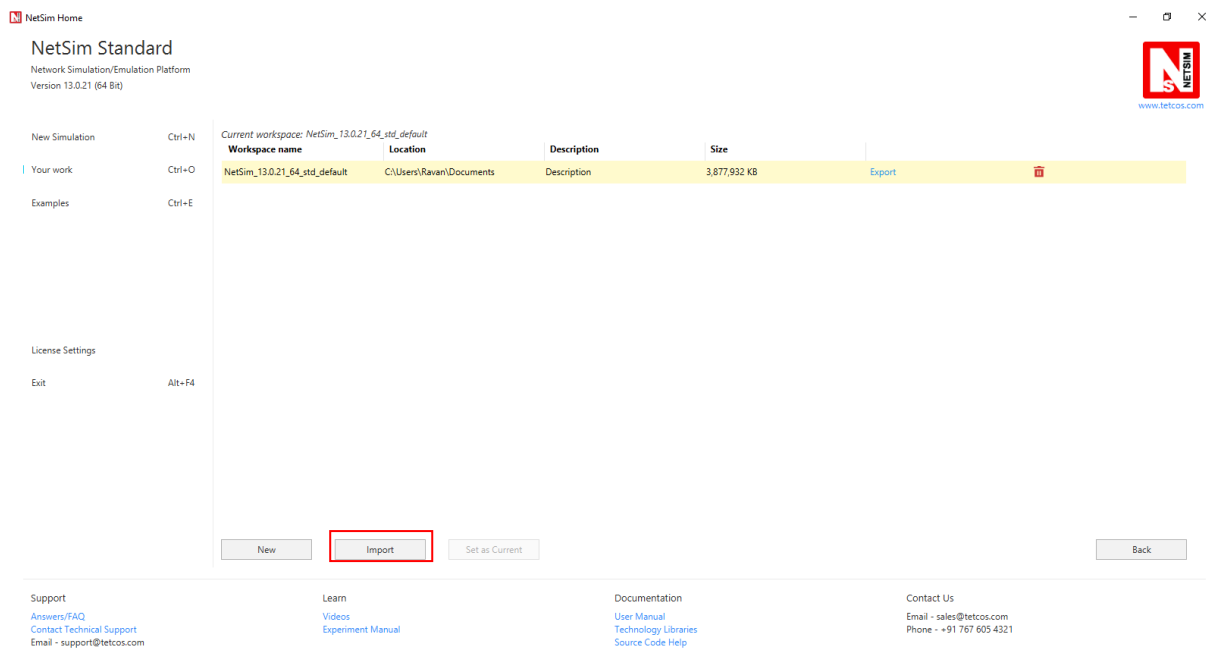 NetSim Home
NetSim Standard
Network Simulation/Emulation Platform
Version 13.0.21 (64 Bit)
NETSIM
www.tetcos.com
New Simulation Ctrl+N
Your work Ctrl+O
Examples Ctrl+E
License Settings
Exit Alt+F4
Current workspace: NetSim_13.0.21_64_std_default
Workspace name Location Description Size
NetSim_13.0.21_64_std_default C:\Users\Ravan\Documents Description 3,877,932 KB Export
New Import Set as Current Back
Support Learn Documentation Contact Us
Answers/FAQ Videos User Manual Email - sales@tetcos.com
Contact Technical Support Experiment Manual Technology Libraries Phone - +91 767 605 4321
Email - support@tetcos.com Source Code Help